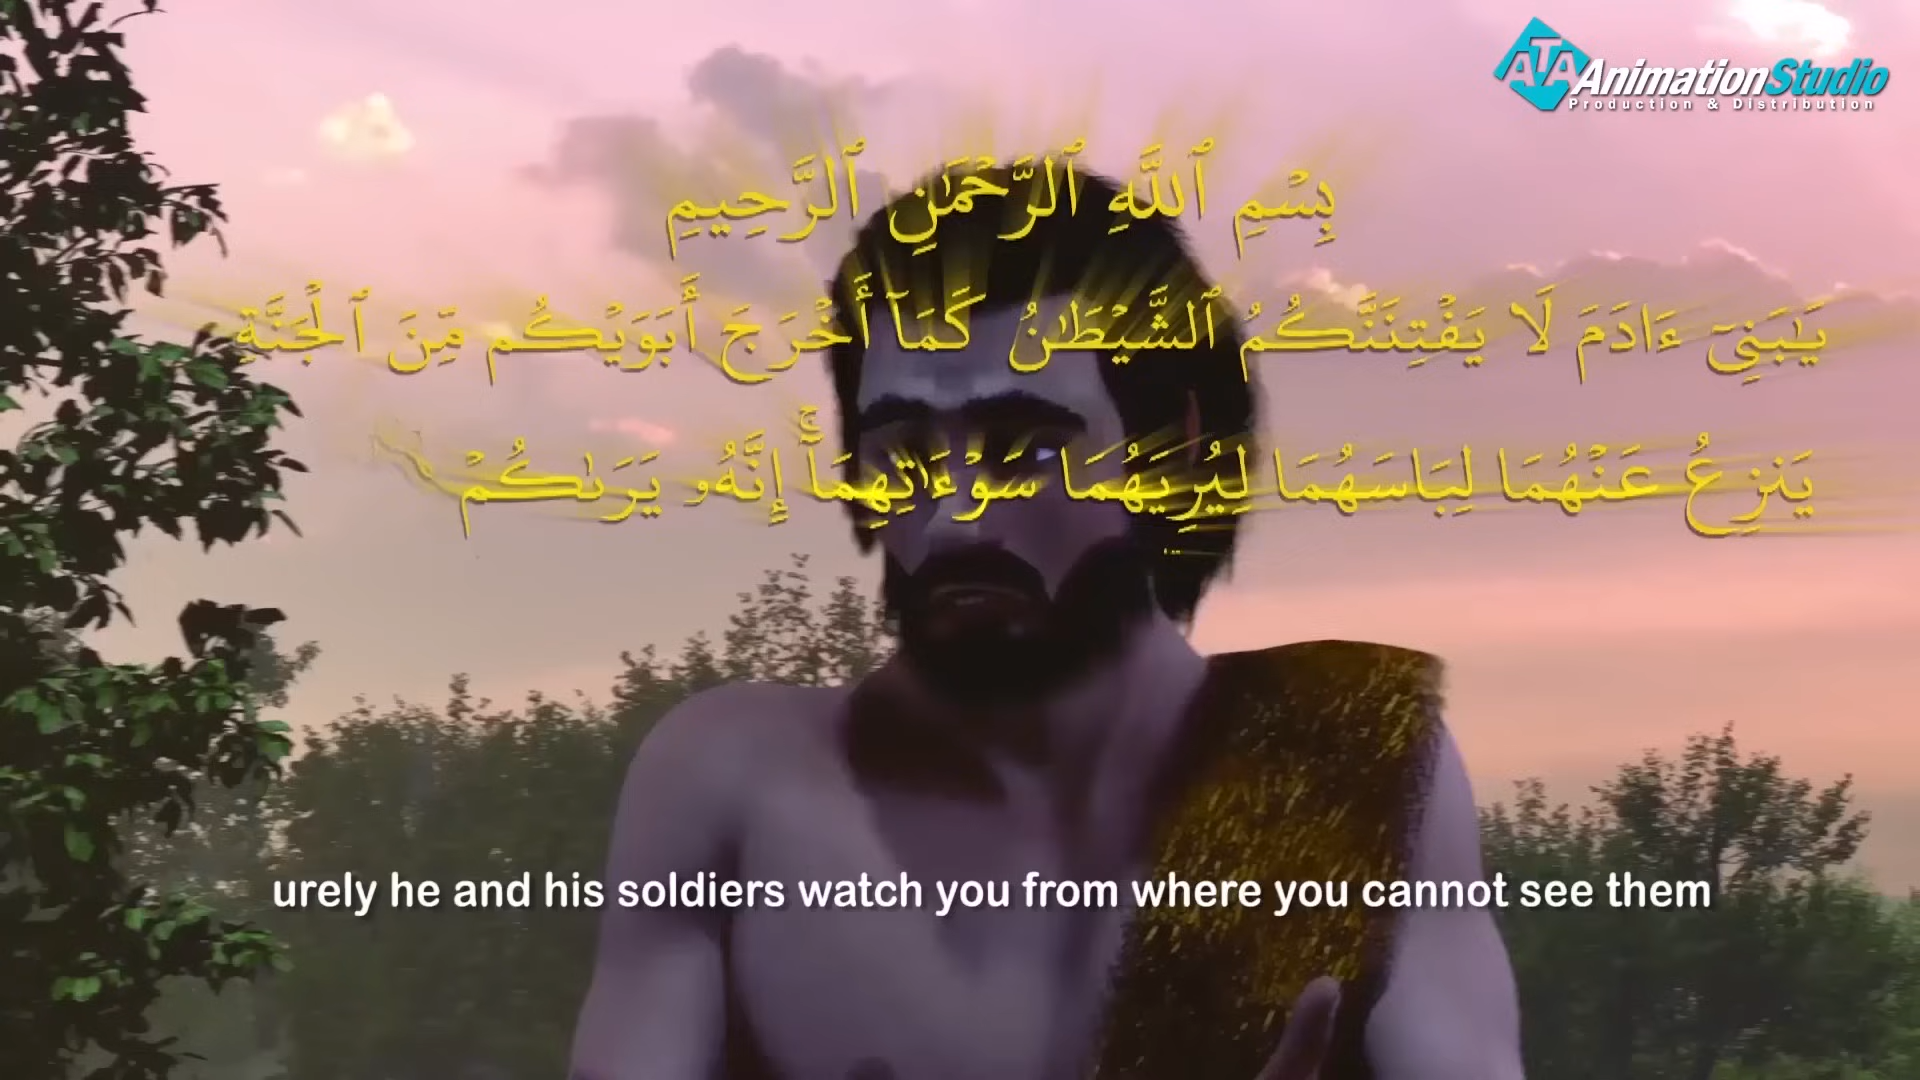 ATA AnimationStudio
Production & Distribution
بِسْمِ ٱللَّهِ ٱلرَّحْمَٰنِ ٱلرَّحِيمِ
يَٰبَنِىٓ ءَادَمَ لَا يَفْتِنَنَّكُمُ ٱلشَّيْطَٰنُ كَمَآ أَخْرَجَ أَبَوَيْكُم مِّنَ ٱلْجَنَّةِ
يَنزِعُ عَنْهُمَا لِبَاسَهُمَا لِيُرِيَهُمَا سَوْءَٰتِهِمَآ ۚ إِنَّهُۥ يَرَىٰكُمْ
urely he and his soldiers watch you from where you cannot see them